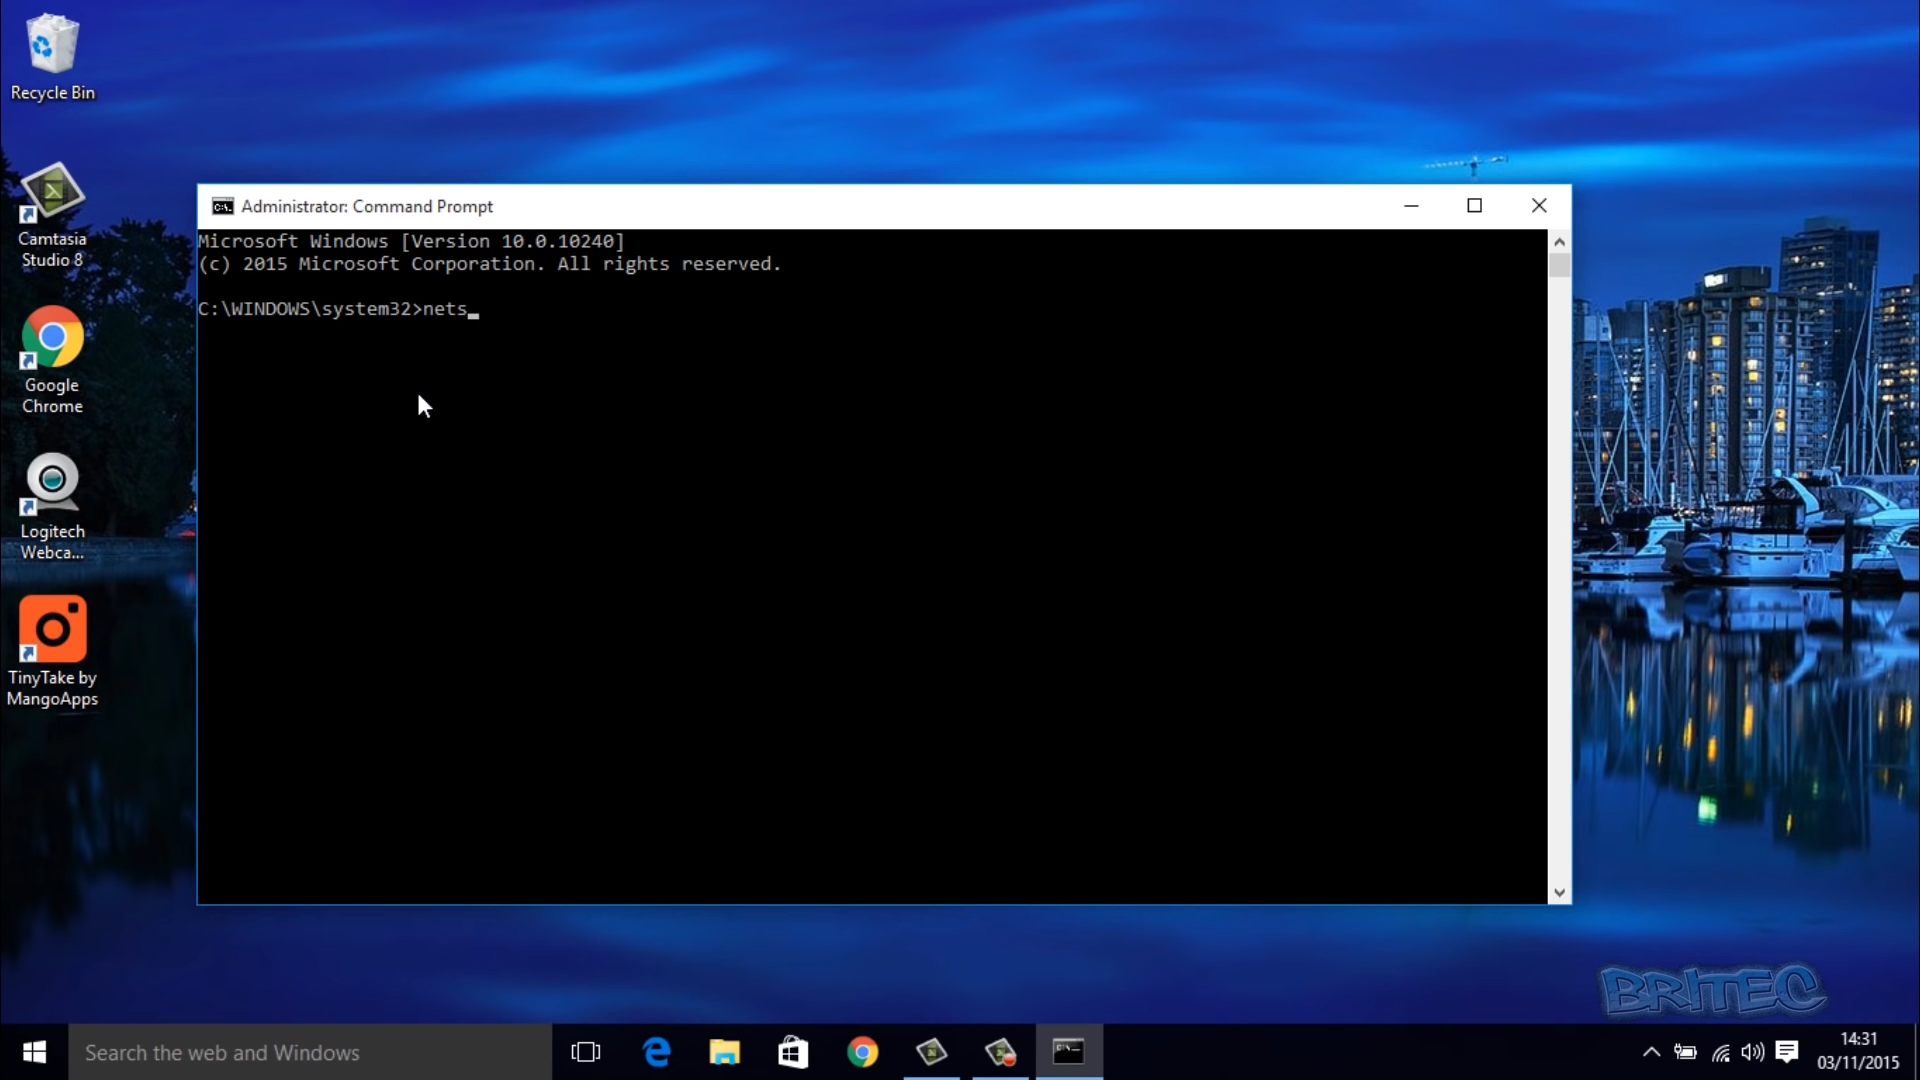 Recycle Bin
Camtasia
Studio 8
Google
Chrome
Logitech
Webca...
TinyTake by
MangoApps
Administrator: Command Prompt
Microsoft Windows [Version 10.0.10240]
(c) 2015 Microsoft Corporation. All rights reserved.
C:\WINDOWS\system32>nets_
BRITEC
Search the web and Windows
14:31
03/11/2015